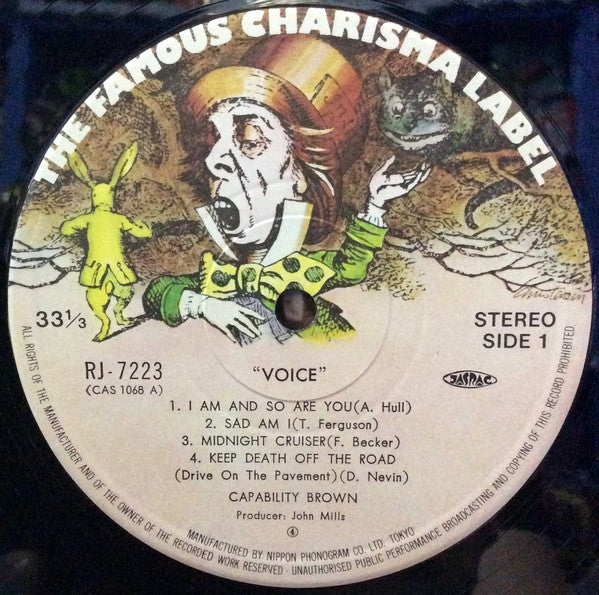 THE FAMOUS CHARISMA LABEL
33 1/3
STEREO
SIDE 1
RJ-7223
(CAS 1068 A)
"VOICE"
JASRAC
1. I AM AND SO ARE YOU(A. Hull)
2. SAD AM I(T. Ferguson)
3. MIDNIGHT CRUISER(F. Becker)
4. KEEP DEATH OFF THE ROAD
(Drive On The Pavement)(D. Nevin)
CAPABILITY BROWN
Producer: John Mills
4
MANUFACTURED BY NIPPON PHONOGRAM CO. LTD. TOKYO
ALL RIGHTS OF THE MANUFACTURER AND OF THE OWNER OF THE RECORDED WORK RESERVED - UNAUTHORISED PUBLIC PERFORMANCE BROADCASTING AND COPYING OF THIS RECORD PROHIBITED